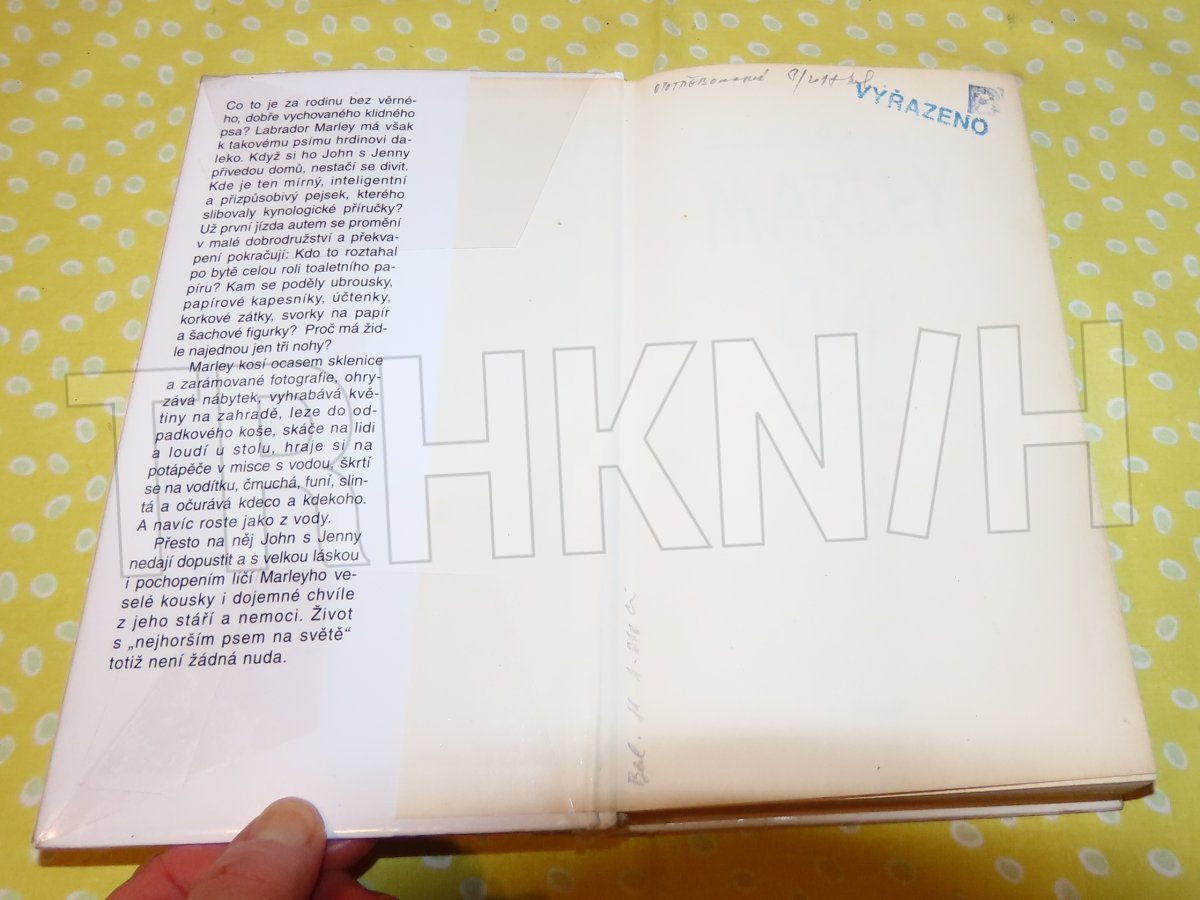 Co to je za rodinu bez věrné-
ho, dobře vychovaného klidného
psa? Labrador Marley má však
k takovému psímu hrdinovi da-
leko. Když si ho John s Jenny
přivedou domů, nestačí se divit.
Kde je ten mírný, inteligentní
a přizpůsobivý pejsek, kterého
slibovaly kynologické příručky?
Už první jízda autem se promění
v malé dobrodružství a překva-
pení pokračují: Kdo to roztahal
po bytě celou roli toaletního pa-
píru? Kam se poděly ubrousky,
papírové kapesníky, účtenky,
korkové zátky, svorky na papír
a šachové figurky? Proč má žid-
le najednou jen tři nohy?
Marley kosí ocasem sklenice
a zarámované fotografie, ohry-
zává nábytek, vyhrabává kvě-
tiny na zahradě, leze do od-
padkového koše, skáče na lidi
a loudí u stolu, hraje si na
potápěče v misce s vodou, škrtí
se na vodítku, čmuchá, funí, slin-
tá a očurává kdeco a kdekoho.
A navíc roste jako z vody.
Přesto na něj John s Jenny
nedají dopustit a s velkou láskou
i pochopením líčí Marleyho ve-
selé kousky i dojemné chvíle
z jeho stáří a nemoci. Život
s „nejhorším psem na světě“
totiž není žádná nuda.
VYŘAZENO
TRHKN/H